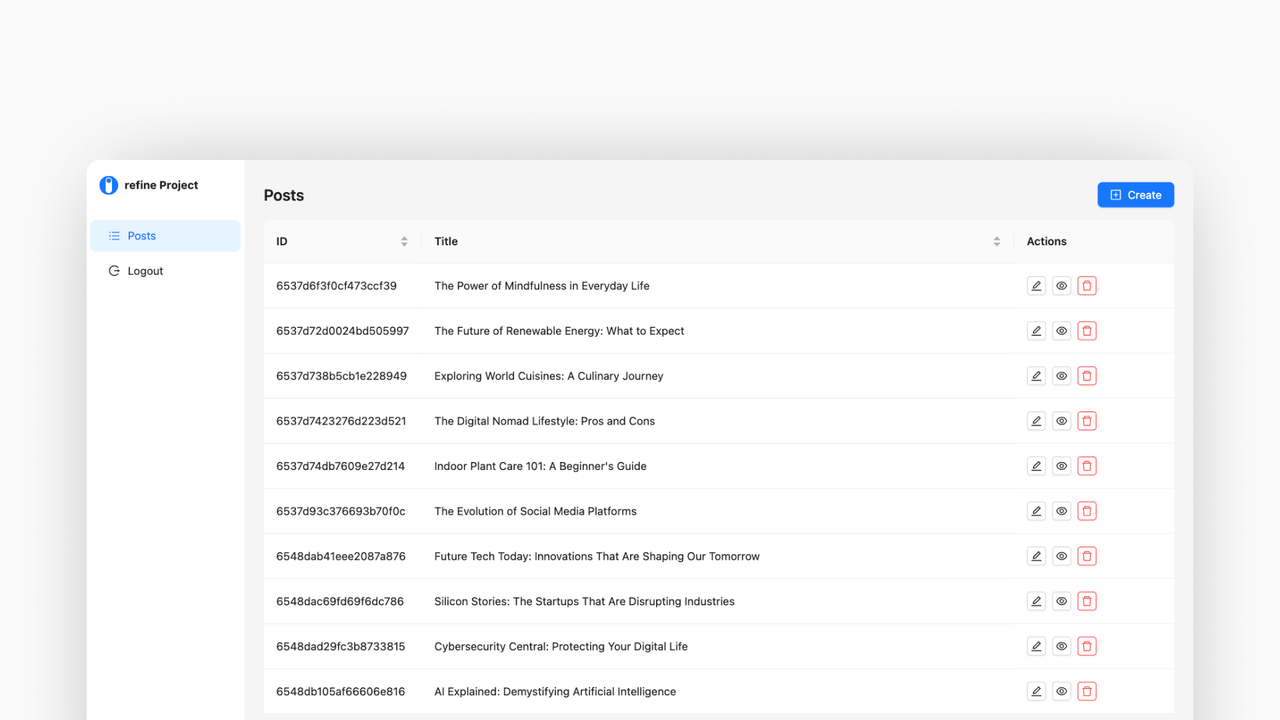 refine Project
Posts
Logout
Posts
Create
ID Title Actions
6537d6f3f0cf473ccf39 The Power of Mindfulness in Everyday Life
6537d72d0024bd505997 The Future of Renewable Energy: What to Expect
6537d738b5cb1e228949 Exploring World Cuisines: A Culinary Journey
6537d7423276d223d521 The Digital Nomad Lifestyle: Pros and Cons
6537d74db7609e27d214 Indoor Plant Care 101: A Beginner's Guide
6537d93c376693b70f0c The Evolution of Social Media Platforms
6548dab41eee2087a876 Future Tech Today: Innovations That Are Shaping Our Tomorrow
6548dac69fd69f6dc786 Silicon Stories: The Startups That Are Disrupting Industries
6548dad29fc3b8733815 Cybersecurity Central: Protecting Your Digital Life
6548db105af66606e816 AI Explained: Demystifying Artificial Intelligence